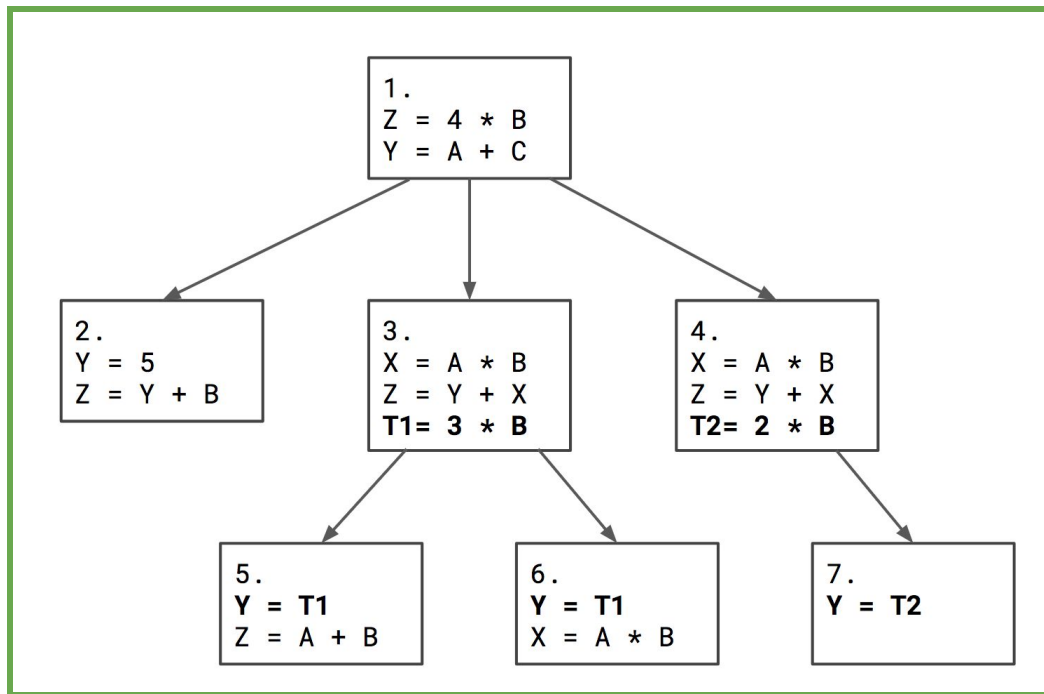 1.
Z = 4 * B
Y = A + C
2.
Y = 5
Z = Y + B
3.
X = A * B
Z = Y + X
T1= 3 * B
4.
X = A * B
Z = Y + X
T2= 2 * B
5.
Y = T1
Z = A + B
6.
Y = T1
X = A * B
7.
Y = T2